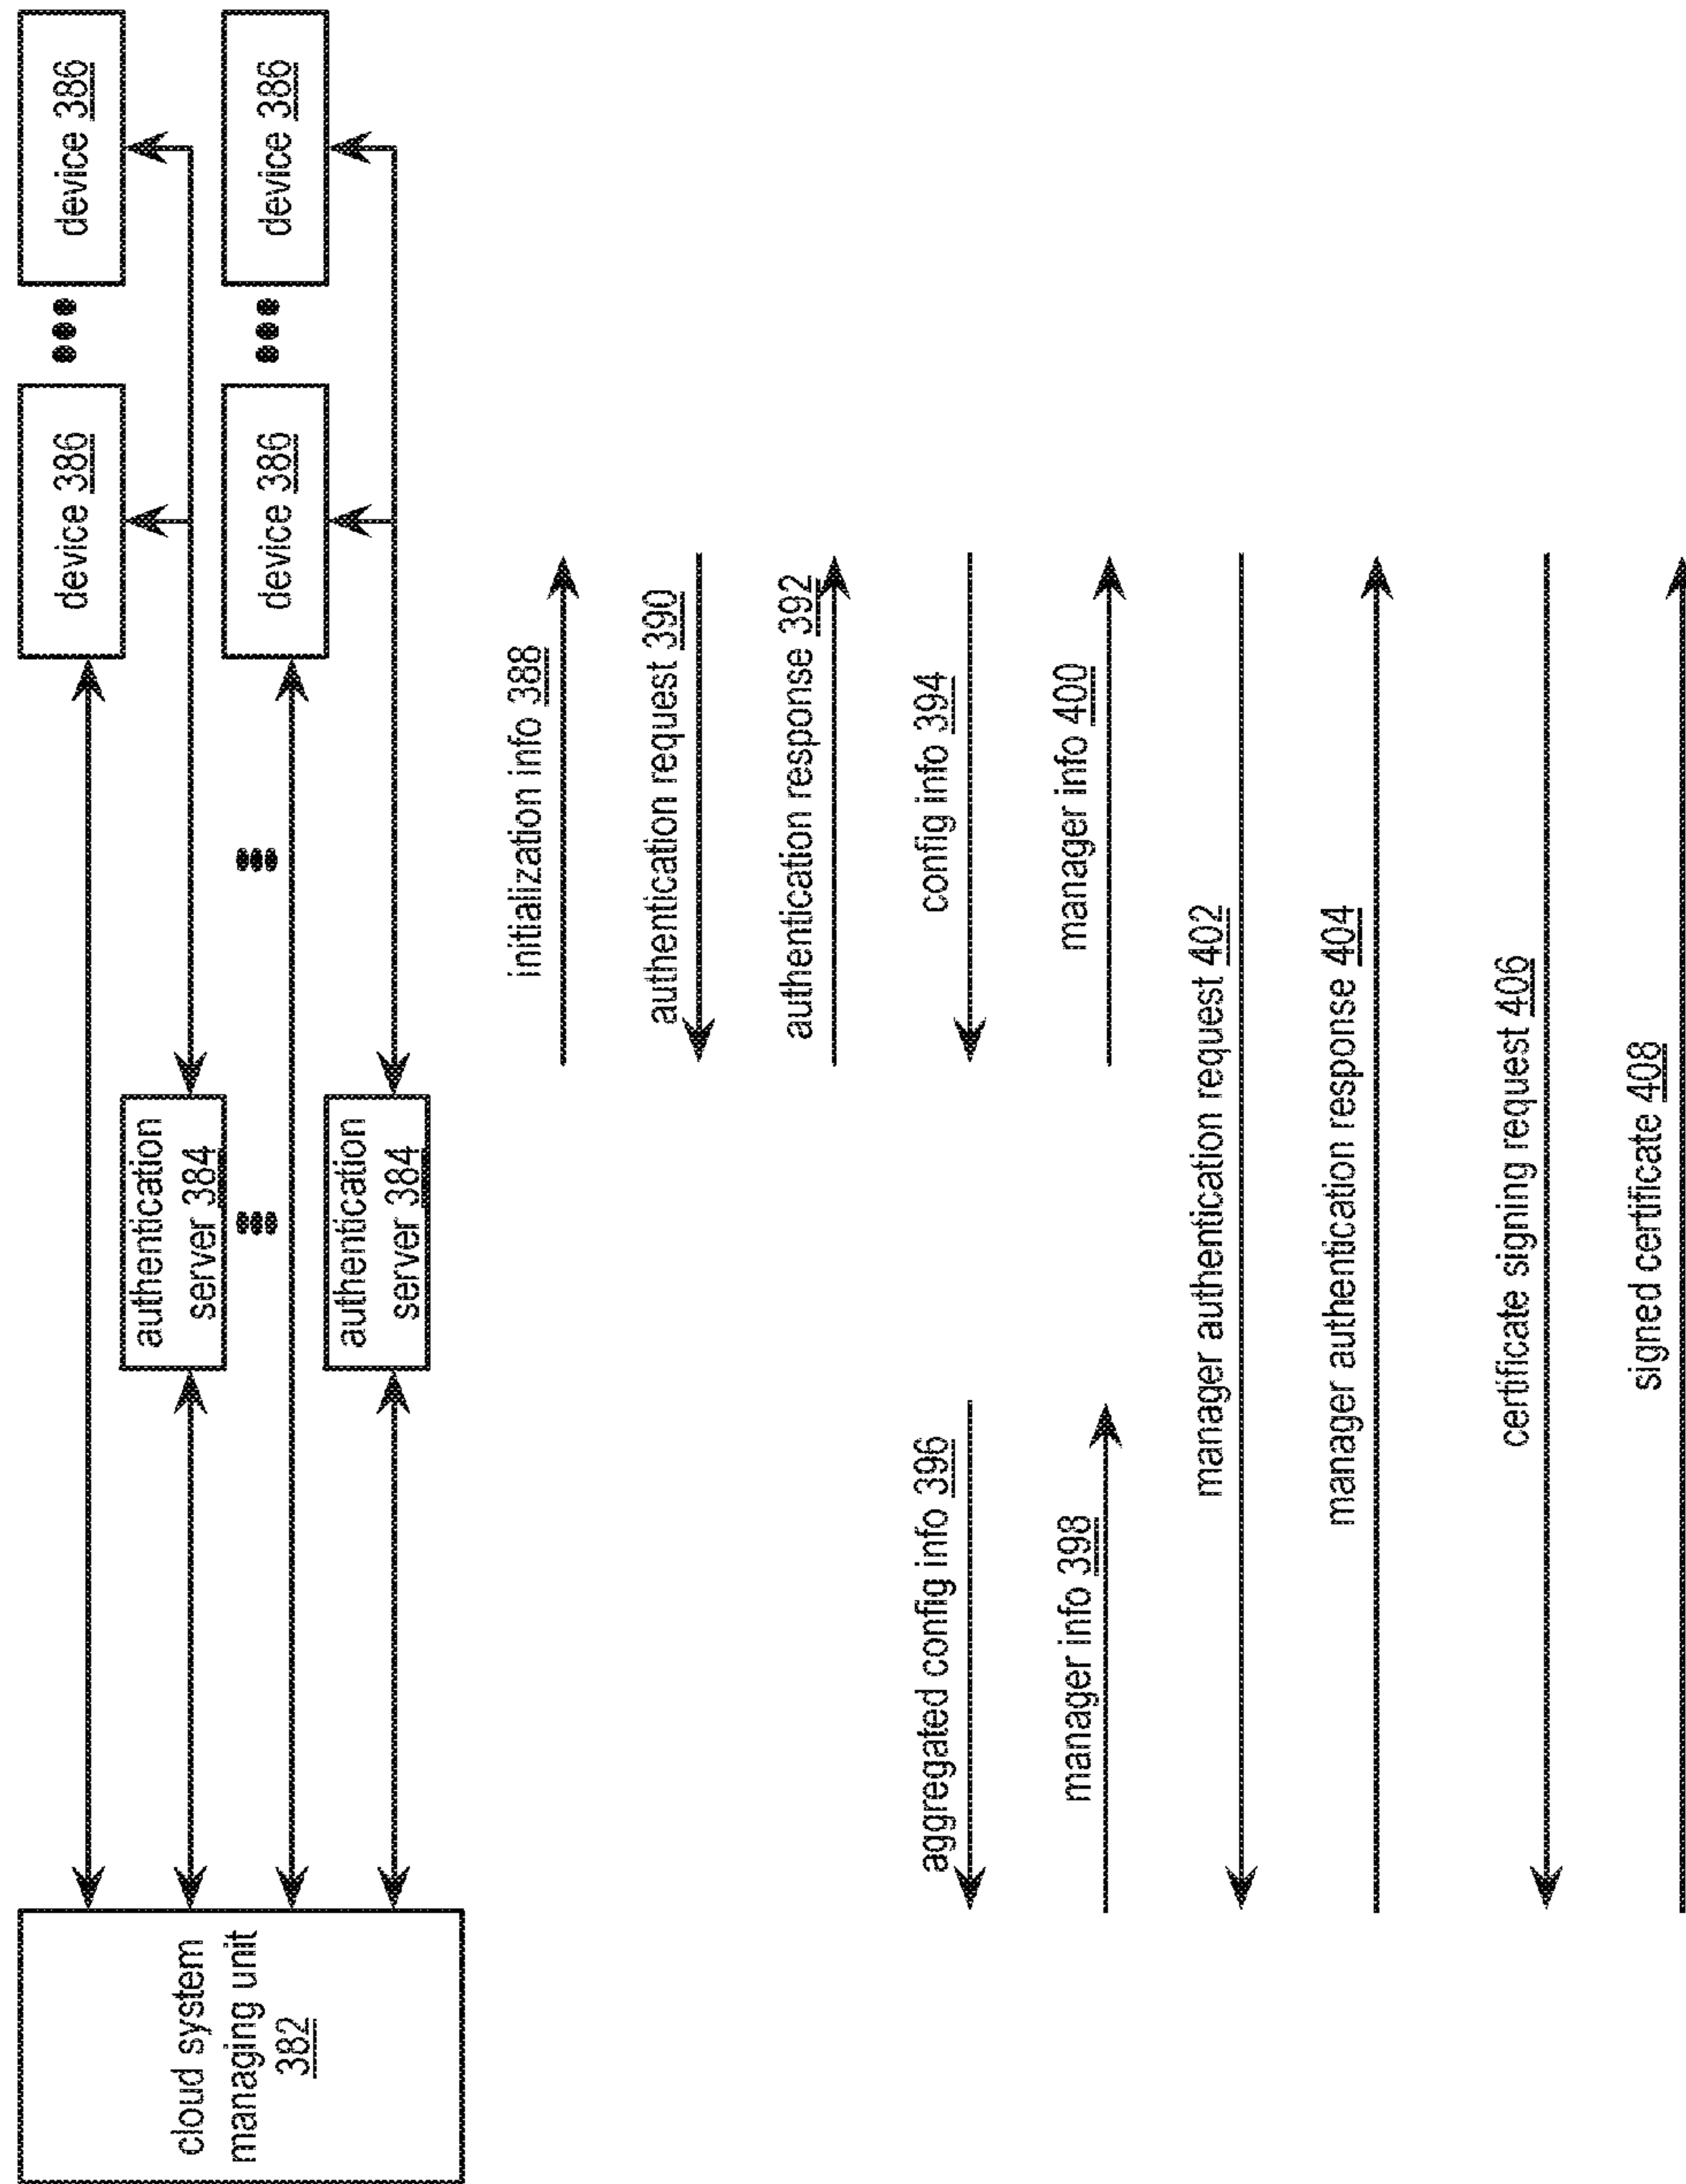 cloud system
managing unit
382
authentication
server 384
authentication
server 384
device 386
device 386
device 386
device 386
initialization info 388
authentication request 390
authentication response 392
aggregated config info 396
config info 394
manager info 398
manager info 400
manager authentication request 402
manager authentication response 404
certificate signing request 406
signed certificate 408